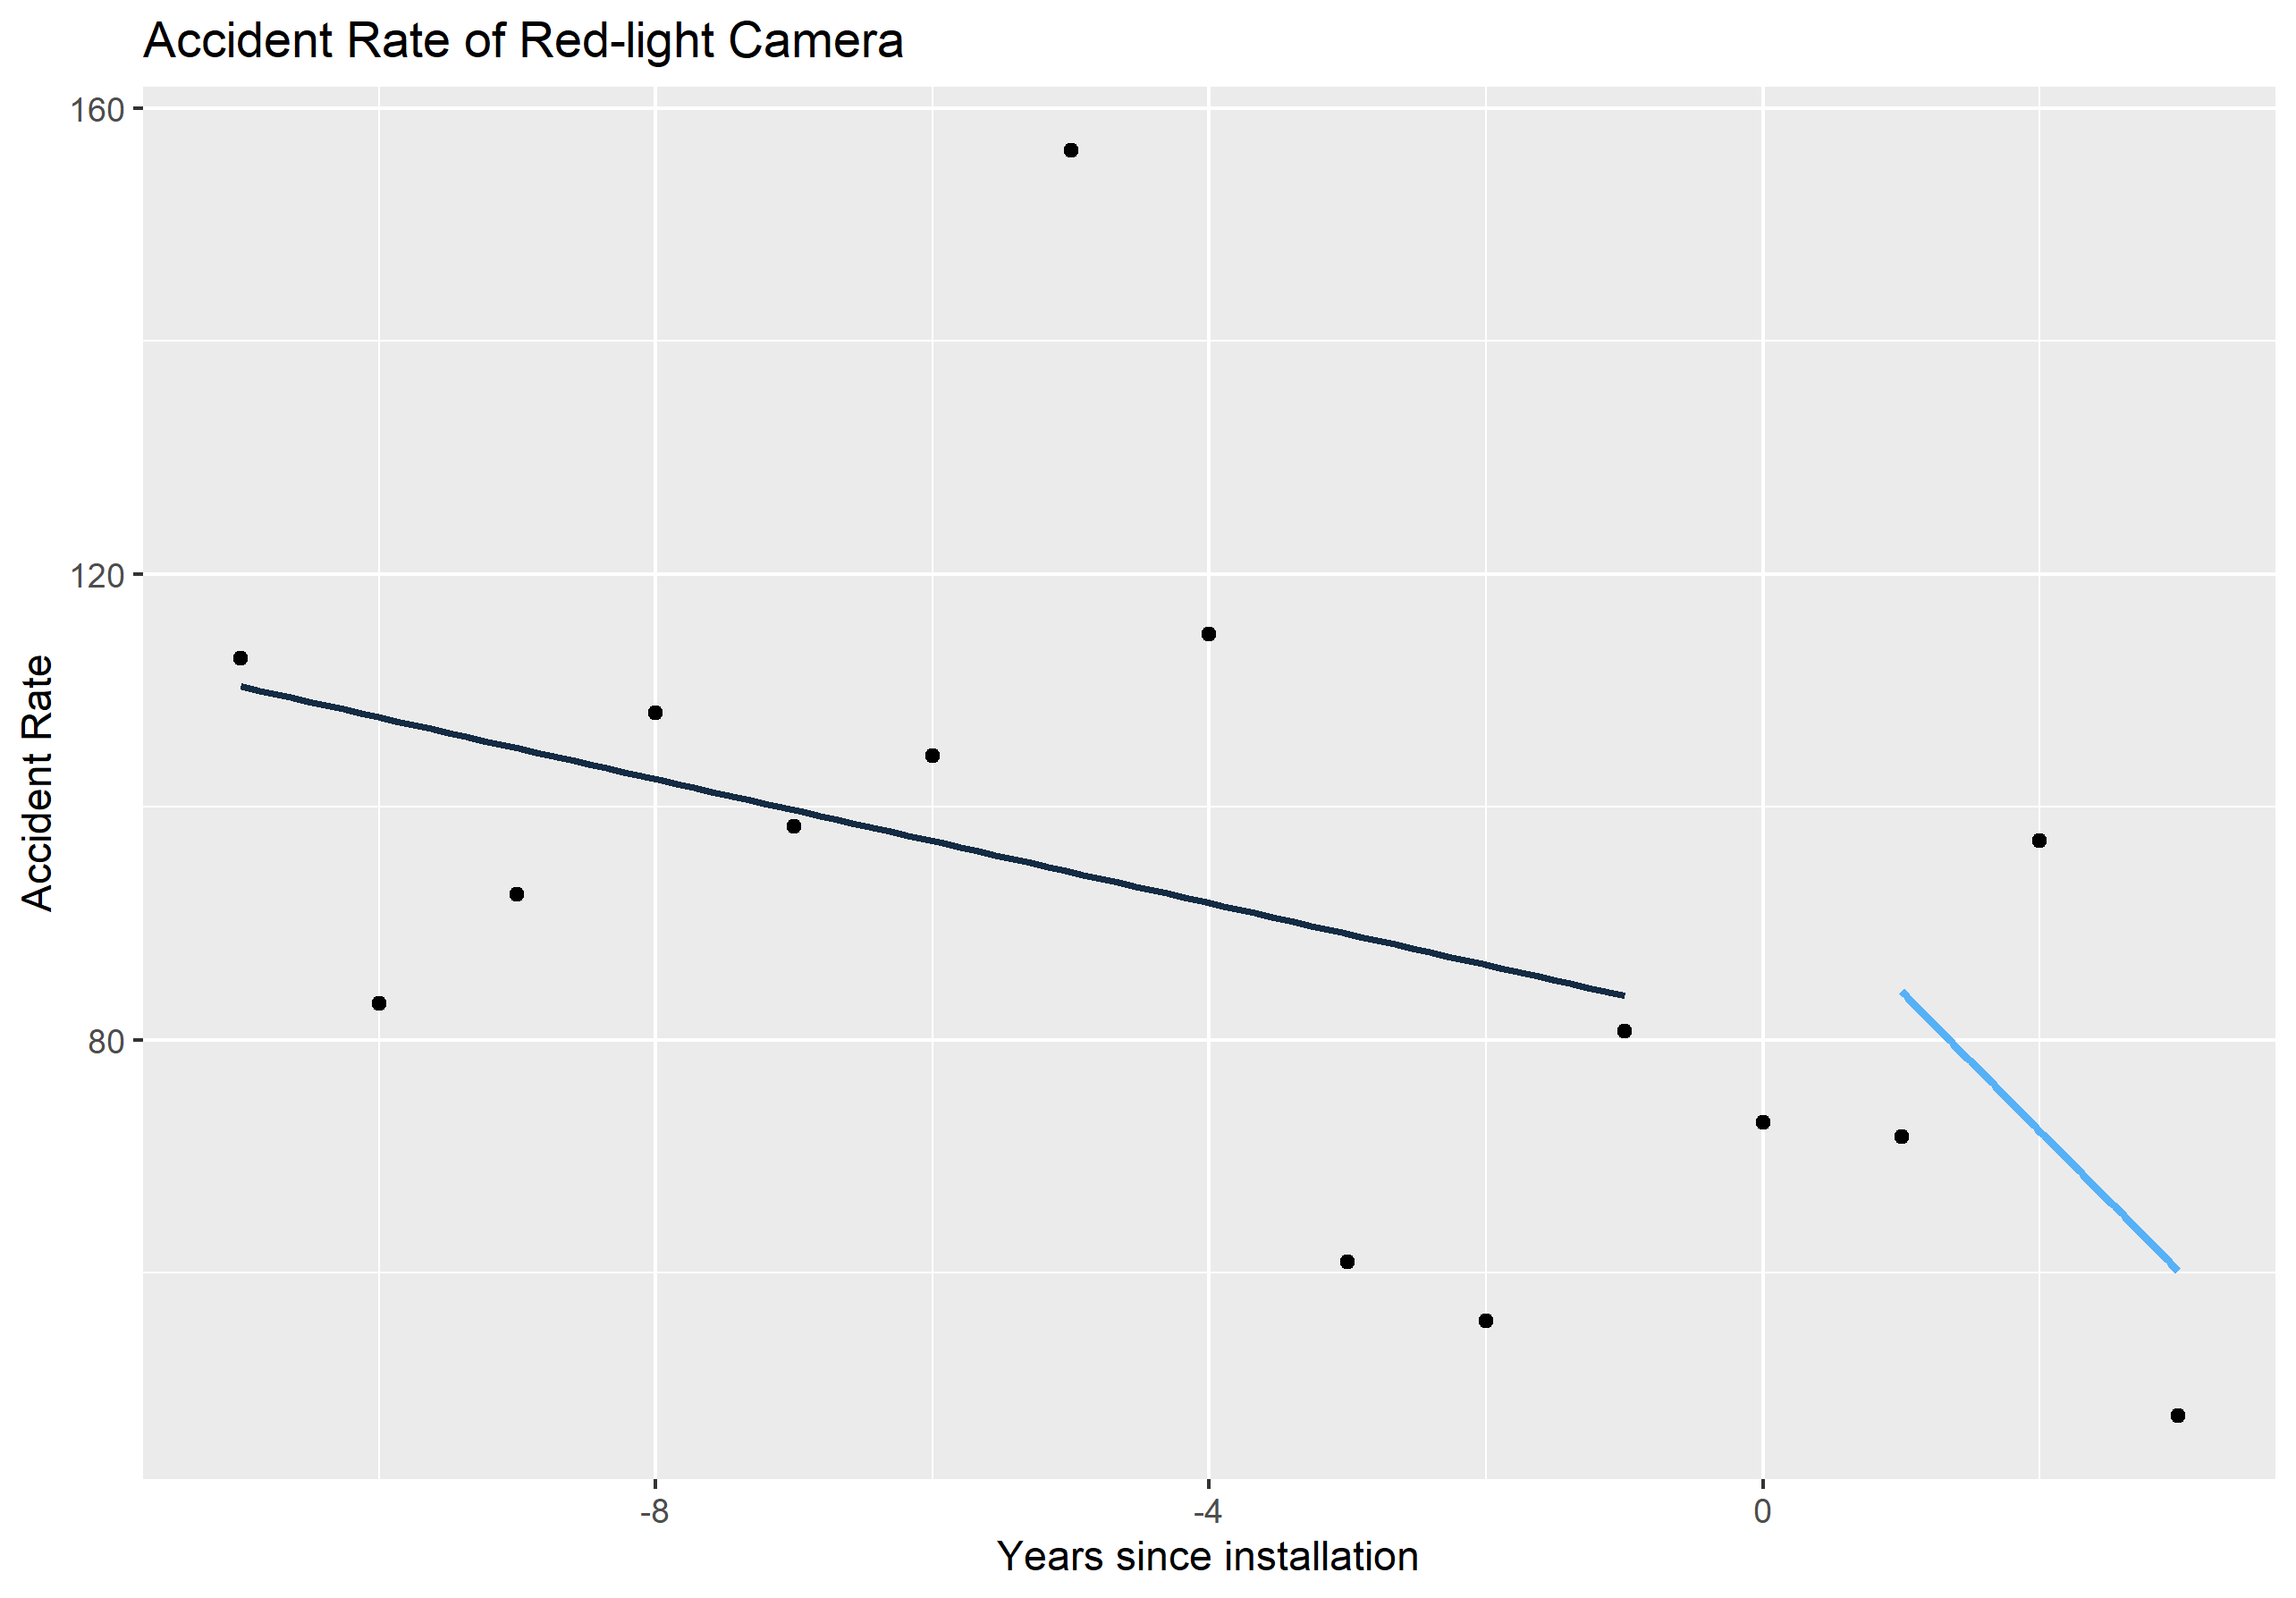 Accident Rate of Red-light Camera
160
120
80
Accident Rate
-8
-4
0
Years since installation